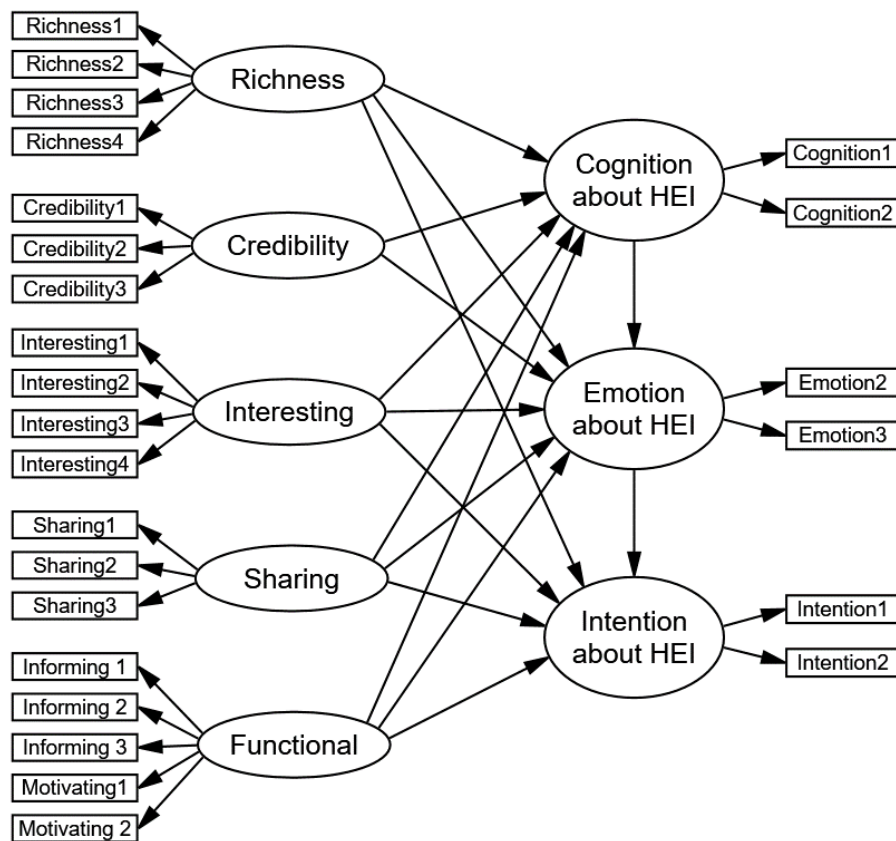 Richness1
Richness2
Richness3
Richness4
Richness
Credibility1
Credibility2
Credibility3
Credibility
Interesting1
Interesting2
Interesting3
Interesting4
Interesting
Sharing1
Sharing2
Sharing3
Sharing
Informing 1
Informing 2
Informing 3
Motivating1
Motivating 2
Functional
Cognition
about HEI
Cognition1
Cognition2
Emotion
about HEI
Emotion2
Emotion3
Intention
about HEI
Intention1
Intention2